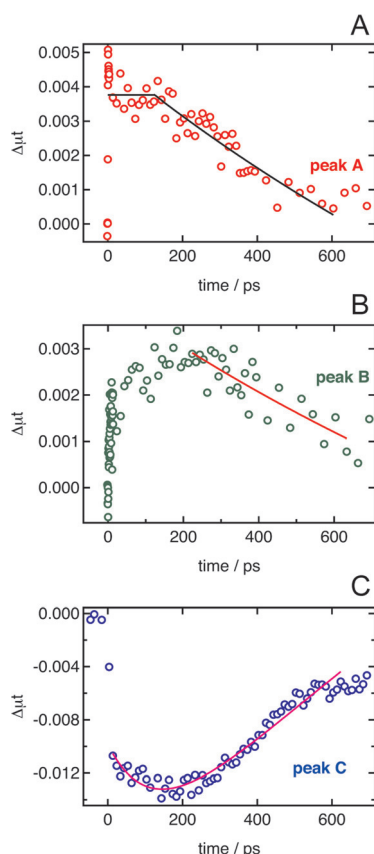 A
0.005
0.004
0.003
0.002
0.001
0.000
Δμt
peak A
0 200 400 600
time / ps
B
0.003
0.002
0.001
0.000
Δμt
peak B
0 200 400 600
time / ps
C
0.000
-0.004
-0.008
-0.012
Δμt
peak C
0 200 400 600
time / ps